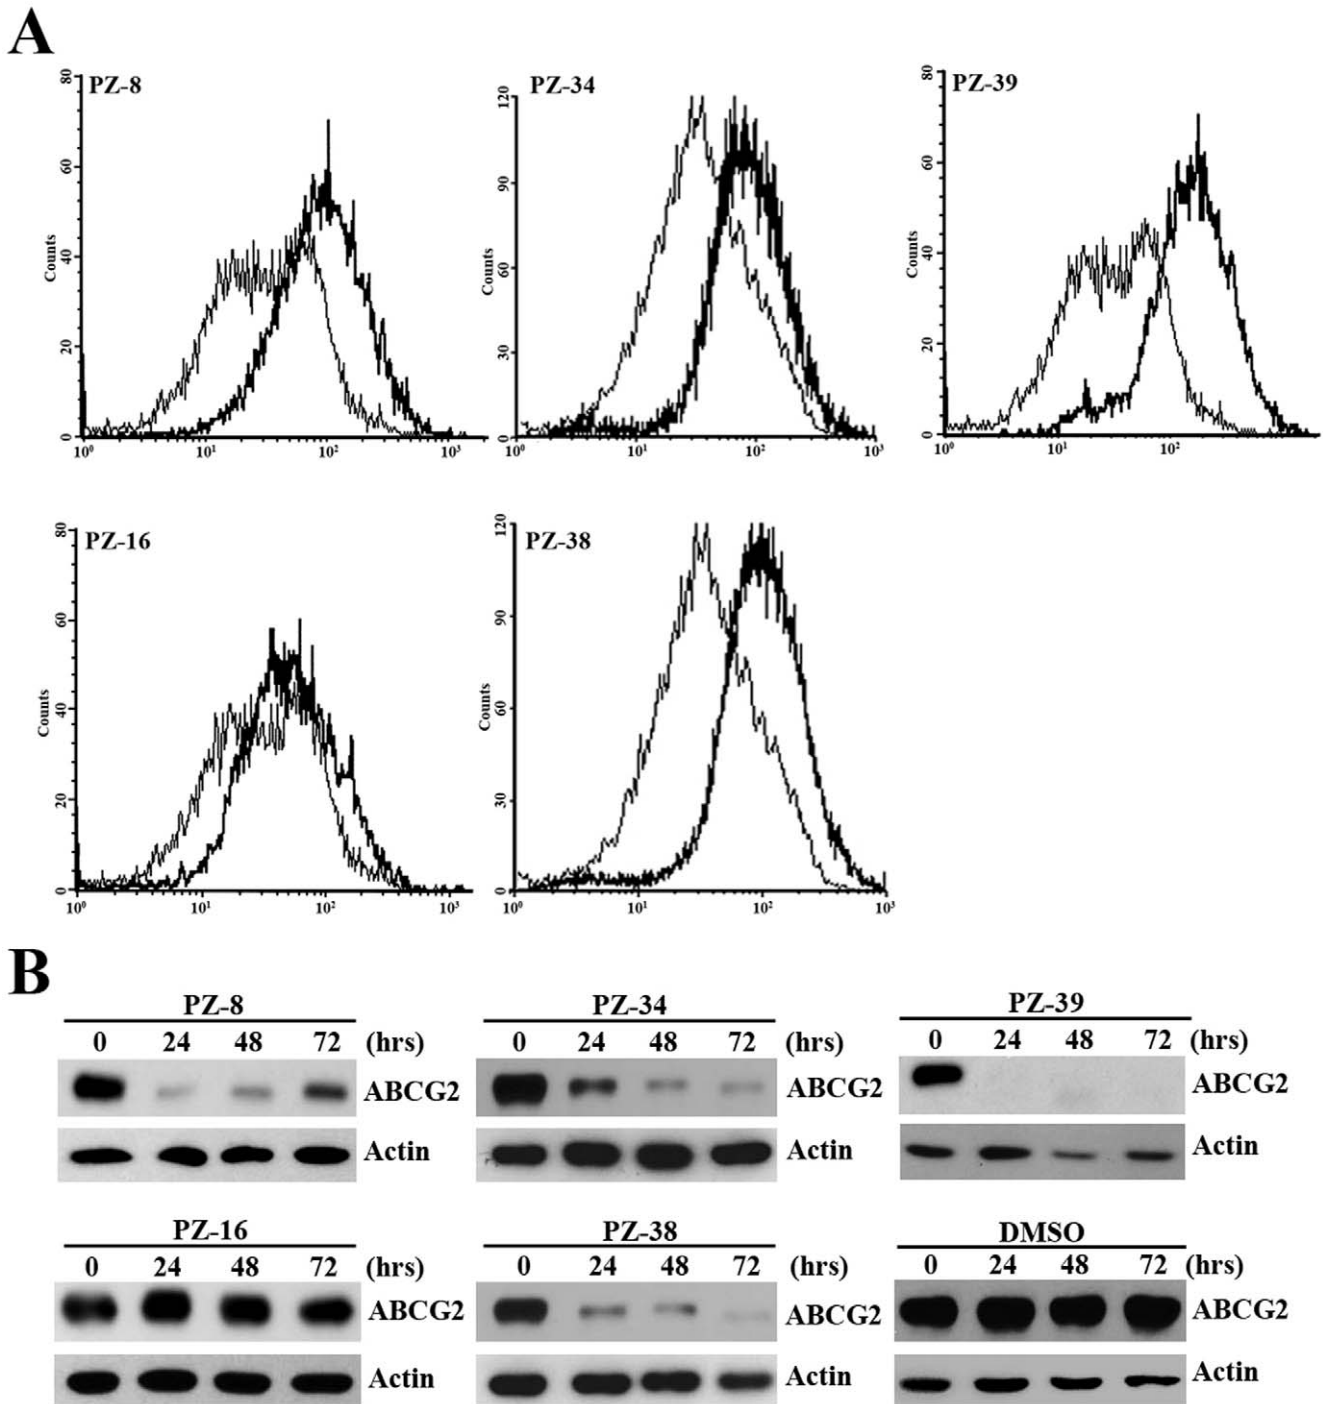 A
PZ-8
80
60
40
20
0
Counts
10⁰ 10¹ 10² 10³
PZ-34
120
90
60
30
0
Counts
10⁰ 10¹ 10² 10³
PZ-39
80
60
40
20
0
Counts
10⁰ 10¹ 10²
PZ-16
80
60
40
20
0
Counts
10⁰ 10¹ 10² 10³
PZ-38
120
90
60
30
0
Counts
10⁰ 10¹ 10² 10³
B
PZ-8
0 24 48 72 (hrs)
ABCG2
Actin
PZ-34
0 24 48 72 (hrs)
ABCG2
Actin
PZ-39
0 24 48 72 (hrs)
ABCG2
Actin
PZ-16
0 24 48 72 (hrs)
ABCG2
Actin
PZ-38
0 24 48 72 (hrs)
ABCG2
Actin
DMSO
0 24 48 72 (hrs)
ABCG2
Actin